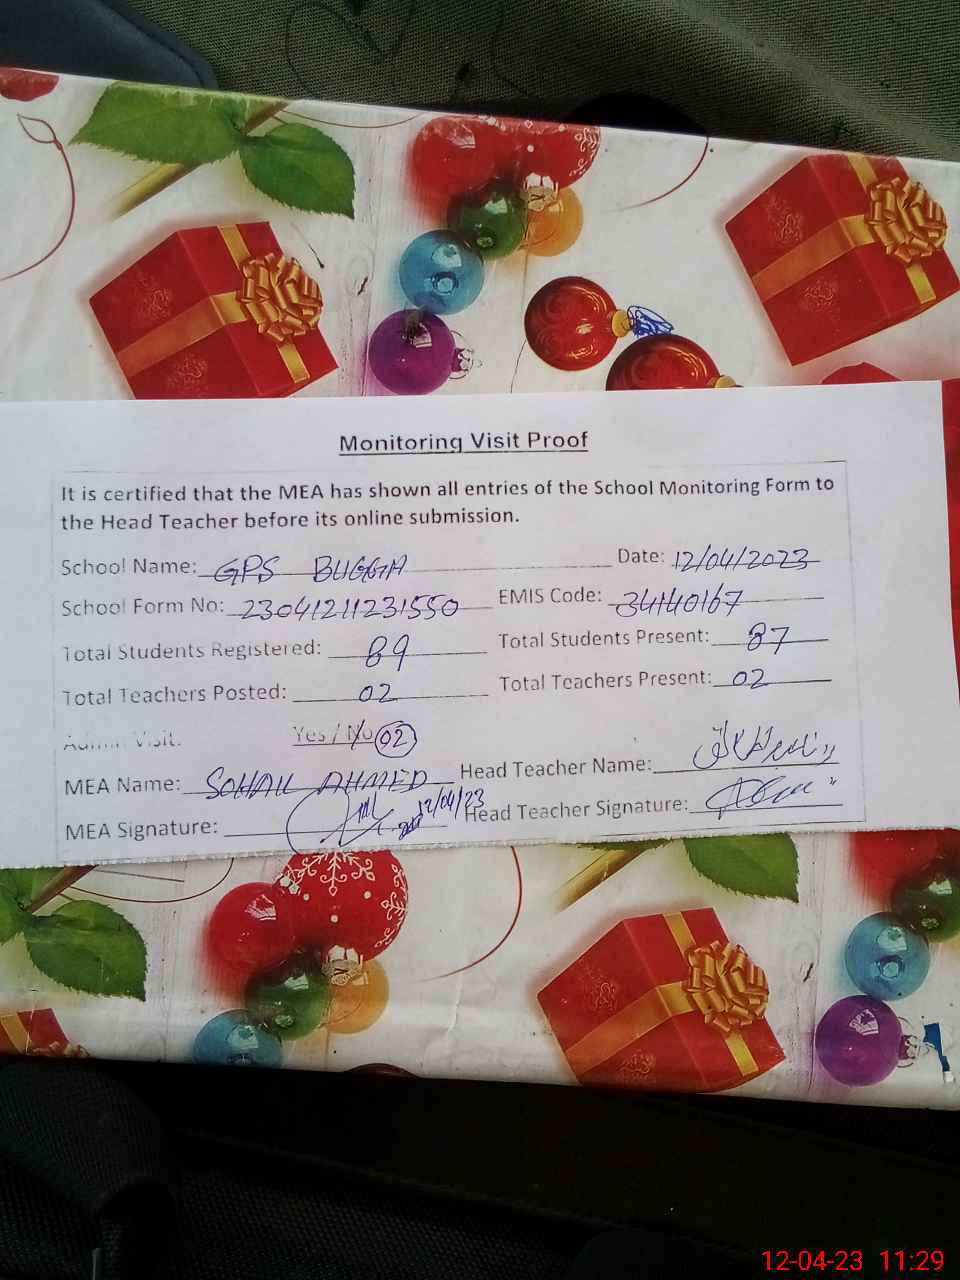 Monitoring Visit Proof
It is certified that the MEA has shown all entries of the School Monitoring Form to
the Head Teacher before its online submission.
School Name: GPS BUGGA Date: 12/04/2023
School Form No: 23041211231550 EMIS Code: 34140167
Total Students Registered: 89 Total Students Present: 87
Total Teachers Posted: 02 Total Teachers Present: 02
Admin Visit: Yes / No 02
MEA Name: SOHAIL AHMED Head Teacher Name:
MEA Signature: 12/04/23 Head Teacher Signature:
12-04-23 11:29